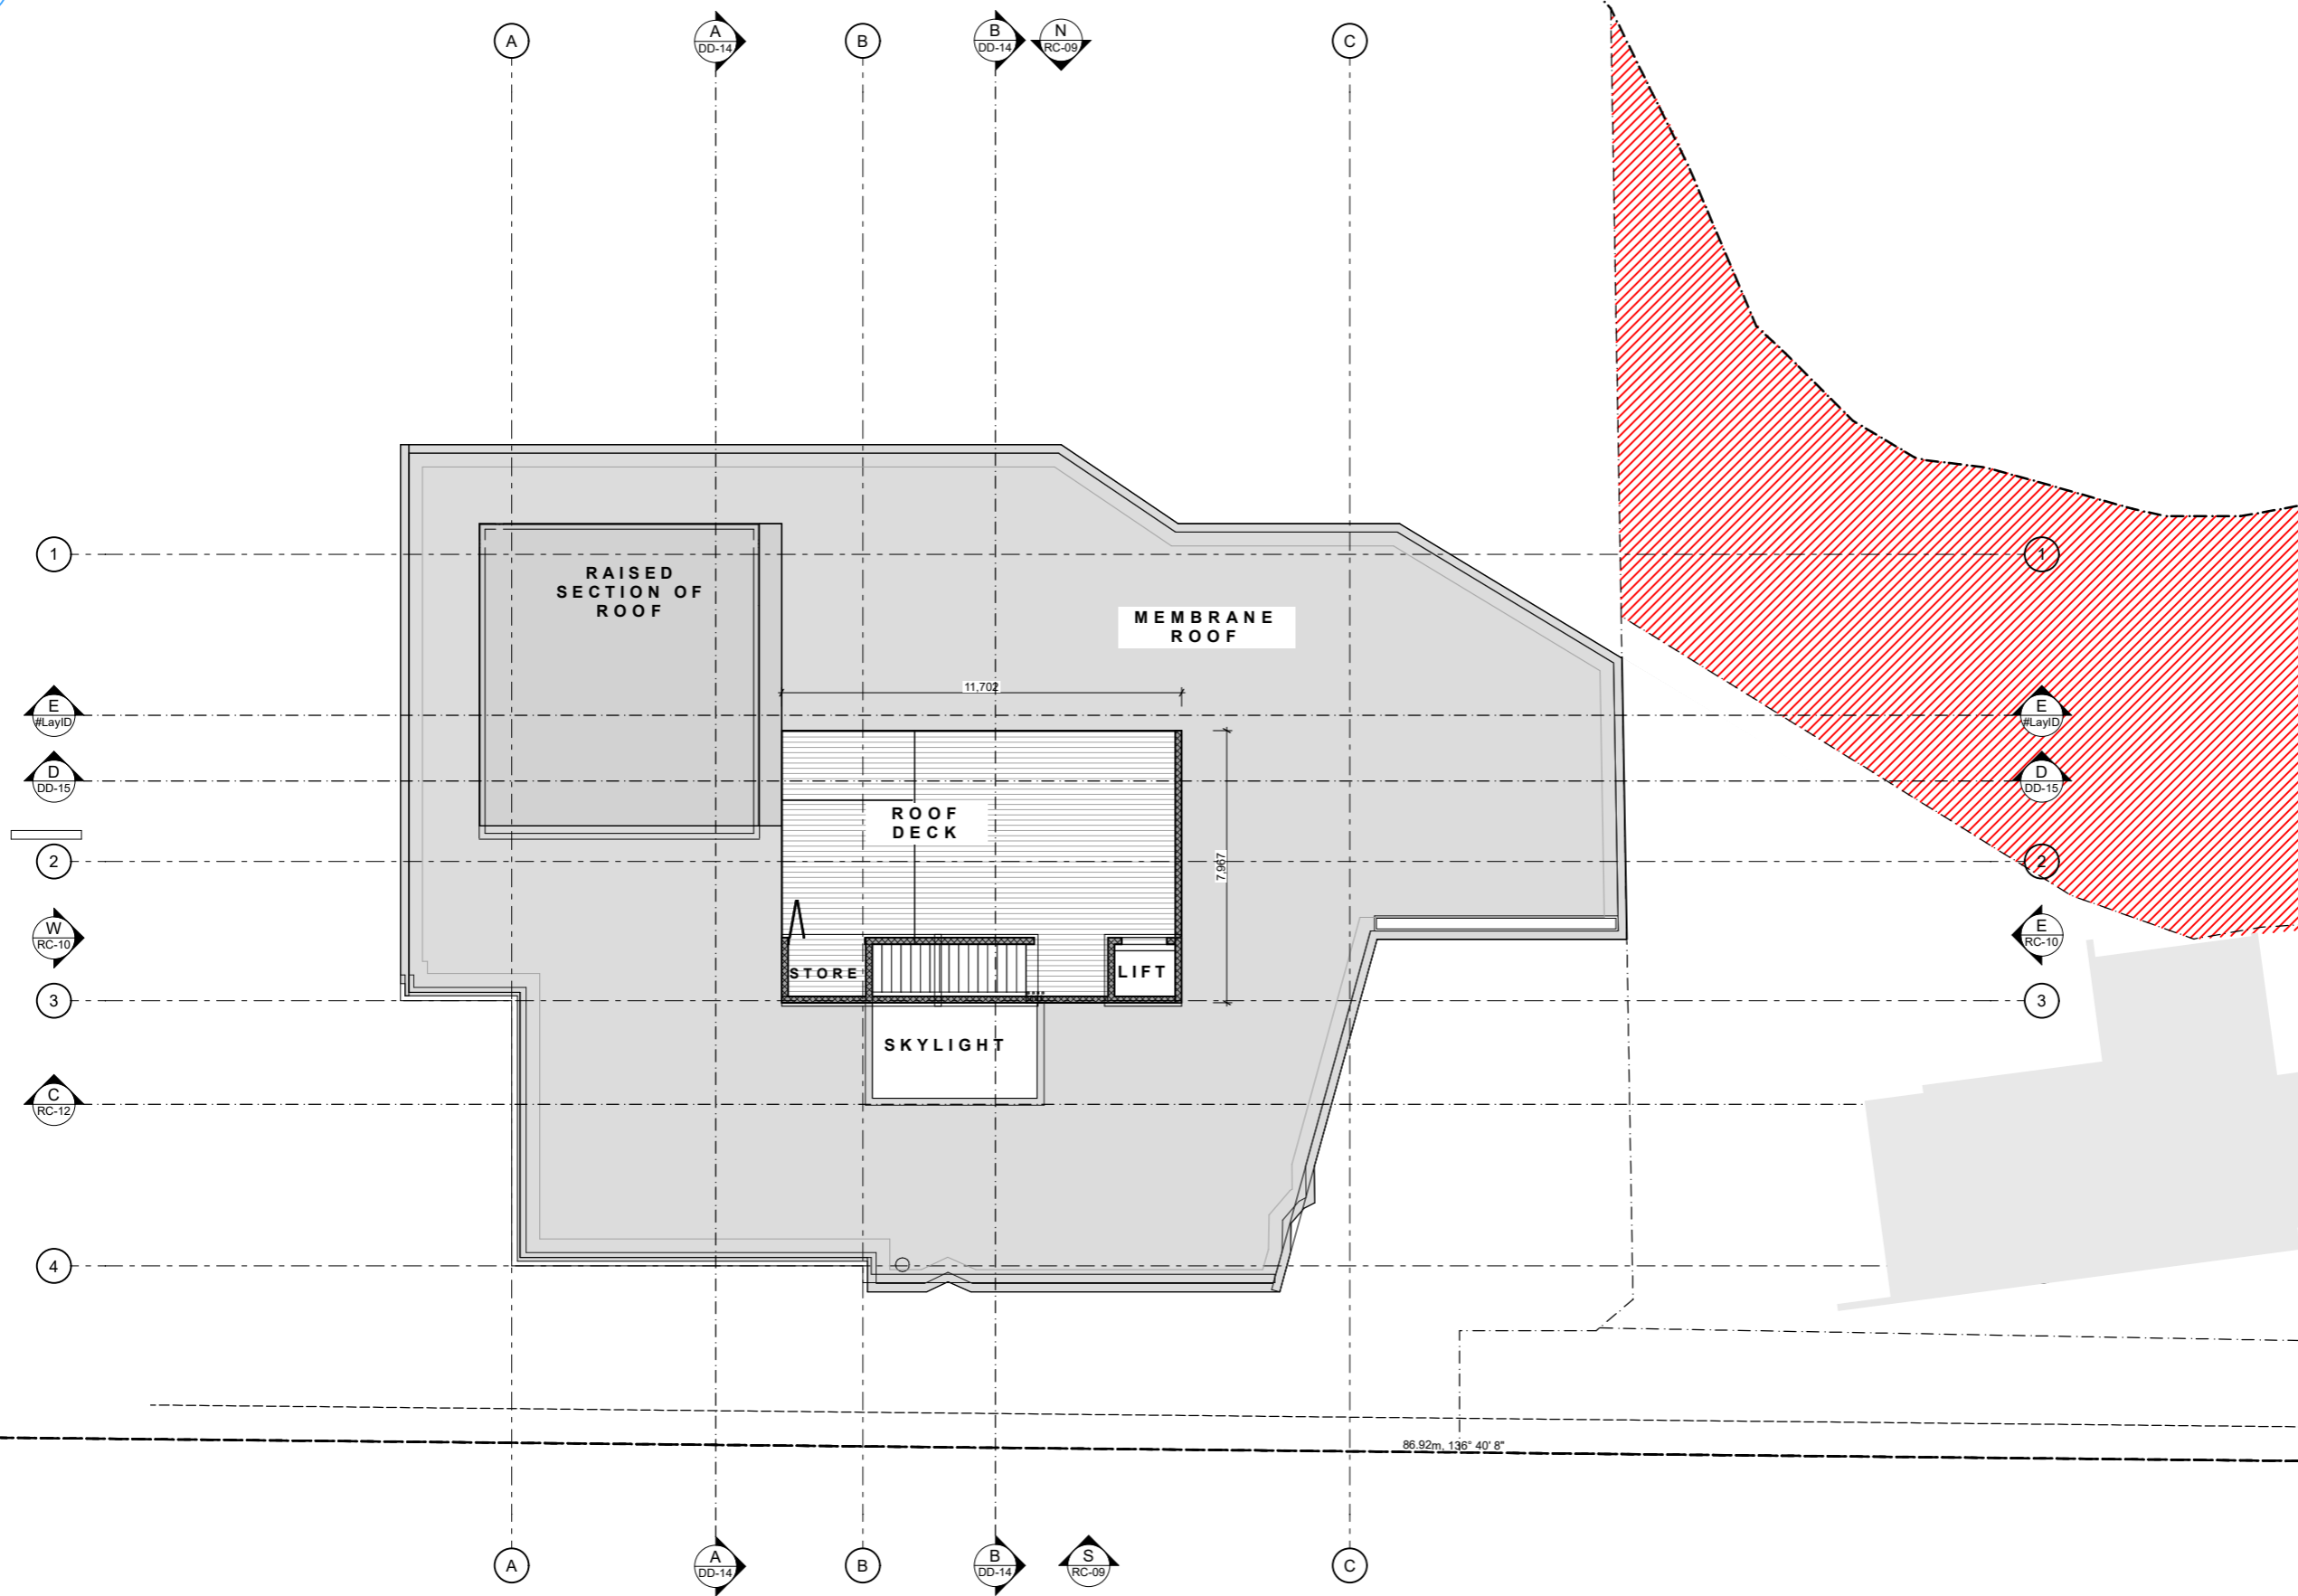 A
A
DD-14
B
B
DD-14
N
RC-09
C
1
1
RAISED
SECTION OF
ROOF
MEMBRANE
ROOF
11,702
E
#LayID
E
#LayID
D
DD-15
D
DD-15
ROOF
DECK
2
7,967
2
W
RC-10
E
RC-10
STORE
LIFT
3
3
SKYLIGHT
C
RC-12
4
86.92m, 136° 40' 8"
A
A
DD-14
B
B
DD-14
S
RC-09
C